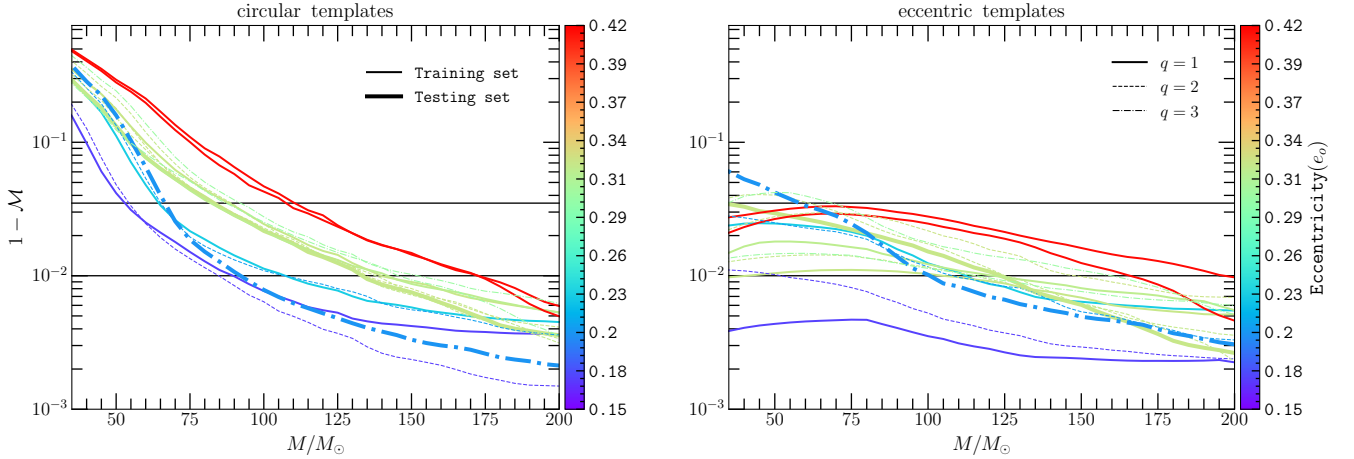 circular templates
eccentric templates
Training set
Testing set
q = 1
q = 2
q = 3
1 − ℳ
10⁻¹
10⁻²
10⁻³
50 75 100 125 150 175 200
M/M⊙
0.42
0.39
0.37
0.34
0.31
0.28
0.26
0.23
0.2
0.18
0.15
10⁻¹
10⁻²
10⁻³
50 75 100 125 150 175 200
M/M⊙
0.42
0.39
0.37
0.34
0.31
0.28
0.26
0.23
0.2
0.18
0.15
Eccentricity(eₒ)